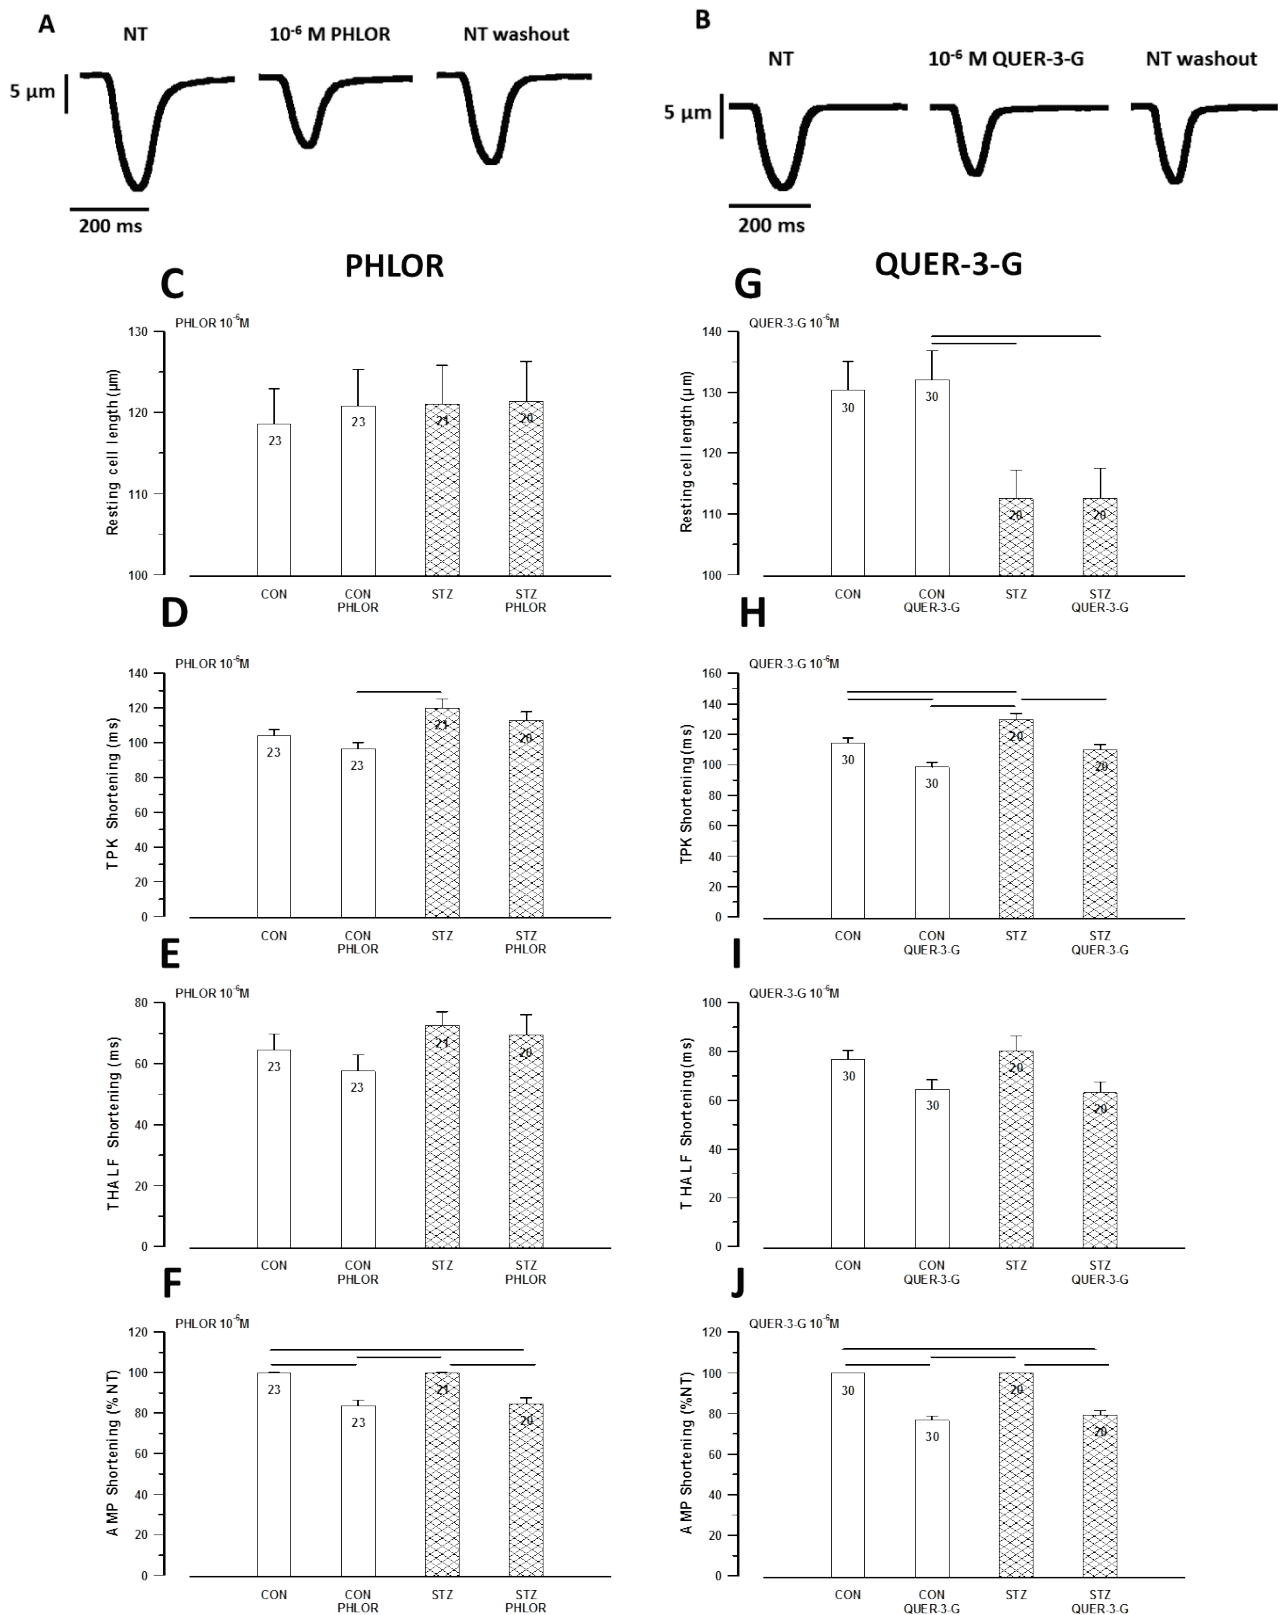 A
NT
10⁻⁶ M PHLOR
NT washout
5 µm
200 ms
B
NT
10⁻⁶ M QUER-3-G
NT washout
5 µm
200 ms
PHLOR
QUER-3-G
C
PHLOR 10⁻⁶M
Resting cell length (µm)
130
120
110
100
23
23
21
20
CON
CON
PHLOR
STZ
STZ
PHLOR
D
PHLOR 10⁻⁶M
TPK Shortening (ms)
140
120
100
80
60
40
20
0
23
23
21
20
CON
CON
PHLOR
STZ
STZ
PHLOR
E
PHLOR 10⁻⁶M
THALF Shortening (ms)
80
60
40
20
0
23
23
21
20
CON
CON
PHLOR
STZ
STZ
PHLOR
F
PHLOR 10⁻⁶M
AMP Shortening (%NT)
120
100
80
60
40
20
0
23
23
21
20
CON
CON
PHLOR
STZ
STZ
PHLOR
G
QUER-3-G 10⁻⁶M
Resting cell length (µm)
140
130
120
110
100
30
30
20
20
CON
CON
QUER-3-G
STZ
STZ
QUER-3-G
H
QUER-3-G 10⁻⁶M
TPK Shortening (ms)
160
140
120
100
80
60
40
20
0
30
30
20
20
CON
CON
QUER-3-G
STZ
STZ
QUER-3-G
I
QUER-3-G 10⁻⁶M
THALF Shortening (ms)
100
80
60
40
20
0
30
30
20
20
CON
CON
QUER-3-G
STZ
STZ
QUER-3-G
J
QUER-3-G 10⁻⁶M
AMP Shortening (%NT)
120
100
80
60
40
20
0
30
30
20
20
CON
CON
QUER-3-G
STZ
STZ
QUER-3-G